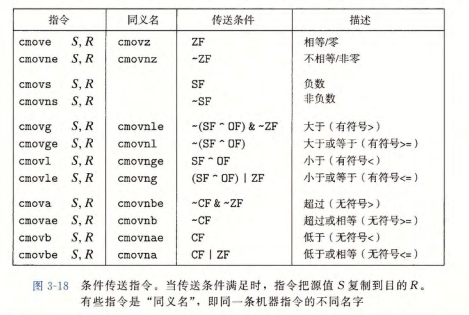 指令 同义名 传送条件 描述
cmove S, R cmovz ZF 相等/零
cmovne S, R cmovnz ~ZF 不相等/非零
cmovs S, R SF 负数
cmovns S, R ~SF 非负数
cmovg S, R cmovnle ~(SF ^ OF) & ~ZF 大于（有符号>）
cmovge S, R cmovnl ~(SF ^ OF) 大于或等于（有符号>=）
cmovl S, R cmovnge SF ^ OF 小于（有符号<）
cmovle S, R cmovng (SF ^ OF) | ZF 小于或等于（有符号<=）
cmova S, R cmovnbe ~CF & ~ZF 超过（无符号>）
cmovae S, R cmovnb ~CF 超过或相等（无符号>=）
cmovb S, R cmovnae CF 低于（无符号<）
cmovbe S, R cmovna CF | ZF 低于或相等（无符号<=）
图 3-18 条件传送指令。当传送条件满足时，指令把源值 S 复制到目的 R。
有些指令是“同义名”，即同一条机器指令的不同名字